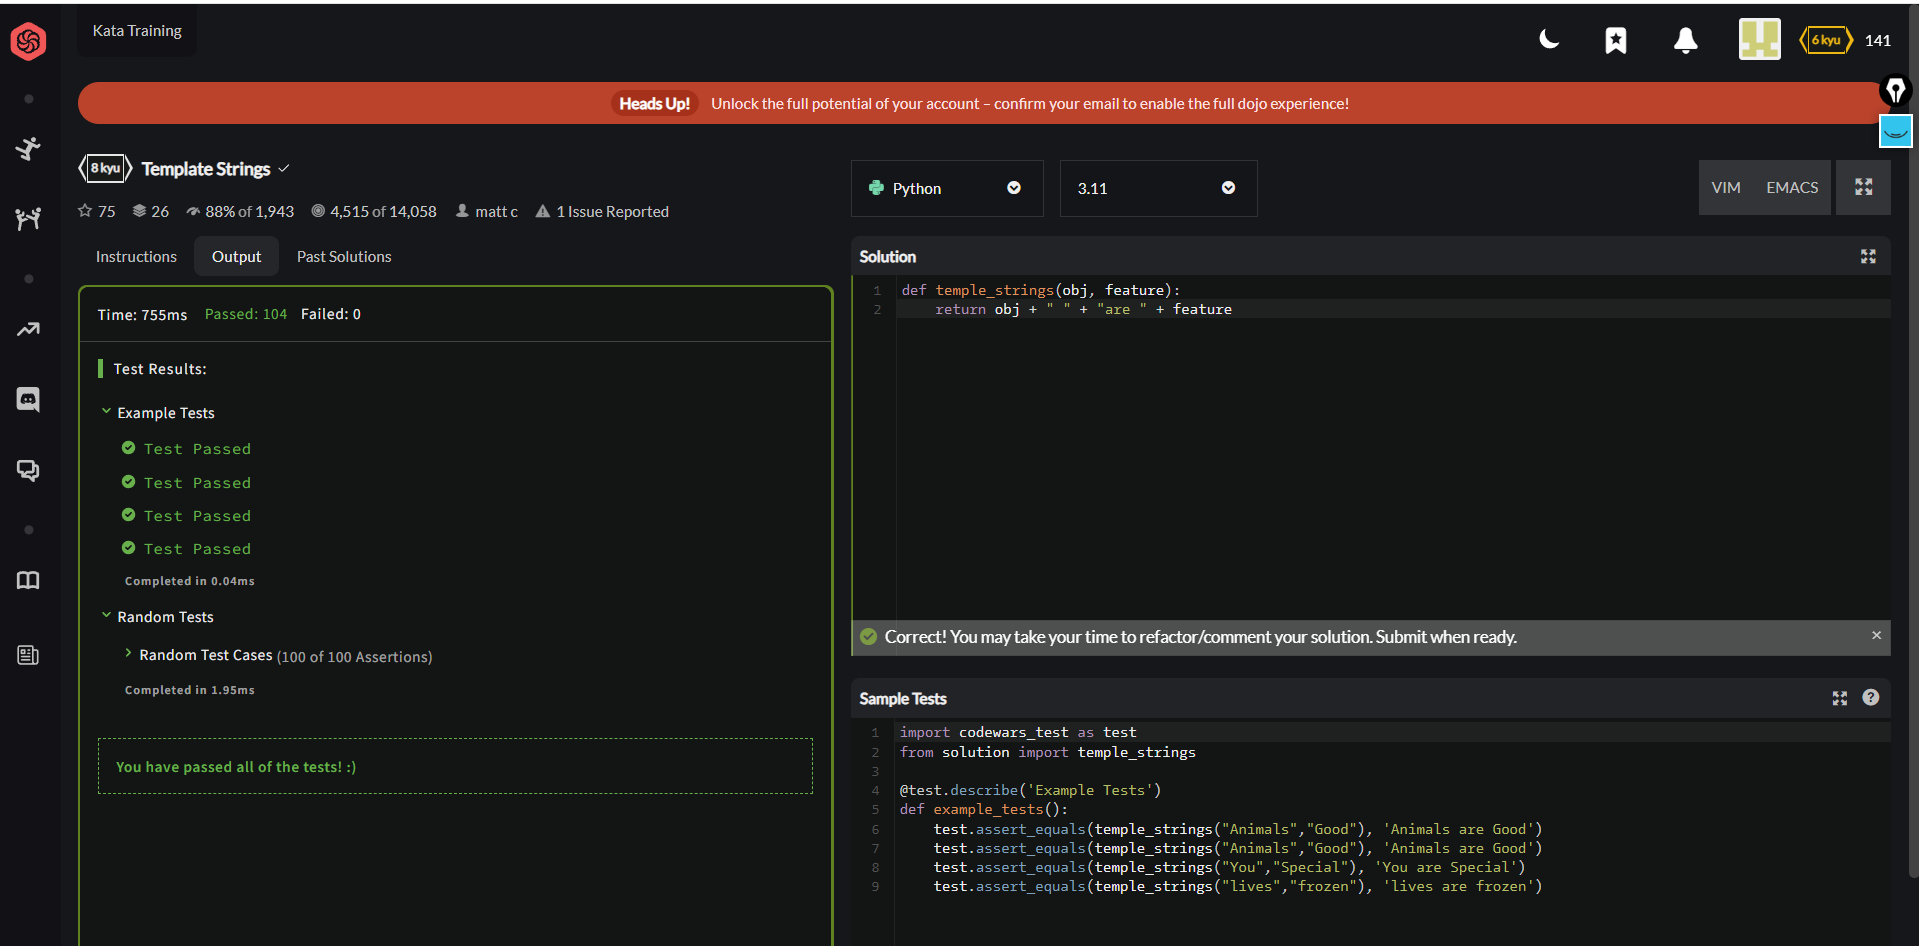 Kata Training
6 kyu 141
Heads Up! Unlock the full potential of your account – confirm your email to enable the full dojo experience!
8 kyu Template Strings
75 26 88% of 1,943 4,515 of 14,058 matt c 1 Issue Reported
Instructions Output Past Solutions
Time: 755ms Passed: 104 Failed: 0
Test Results:
Example Tests
Test Passed
Test Passed
Test Passed
Test Passed
Completed in 0.04ms
Random Tests
Random Test Cases (100 of 100 Assertions)
Completed in 1.95ms
You have passed all of the tests! :)
Python 3.11 VIM EMACS
Solution
1 def temple_strings(obj, feature):
2     return obj + " " + "are " + feature
Correct! You may take your time to refactor/comment your solution. Submit when ready. ×
Sample Tests ?
1 import codewars_test as test
2 from solution import temple_strings
3
4 @test.describe('Example Tests')
5 def example_tests():
6     test.assert_equals(temple_strings("Animals","Good"), 'Animals are Good')
7     test.assert_equals(temple_strings("Animals","Good"), 'Animals are Good')
8     test.assert_equals(temple_strings("You","Special"), 'You are Special')
9     test.assert_equals(temple_strings("lives","frozen"), 'lives are frozen')